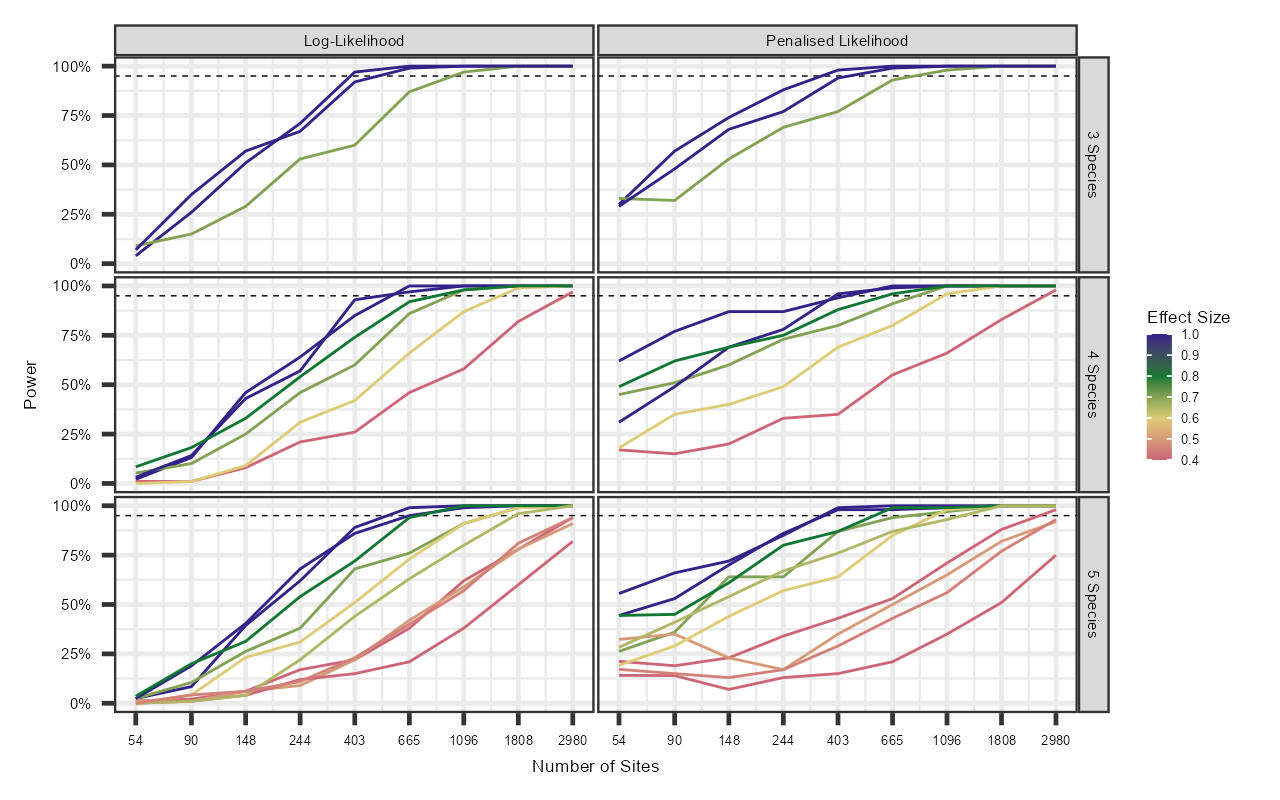 Log-Likelihood
Penalised Likelihood
100%
75%
50%
25%
0%
3 Species
100%
75%
50%
25%
0%
4 Species
100%
75%
50%
25%
0%
5 Species
Power
54 90 148 244 403 665 1096 1808 2980
54 90 148 244 403 665 1096 1808 2980
Number of Sites
Effect Size
1.0
0.9
0.8
0.7
0.6
0.5
0.4